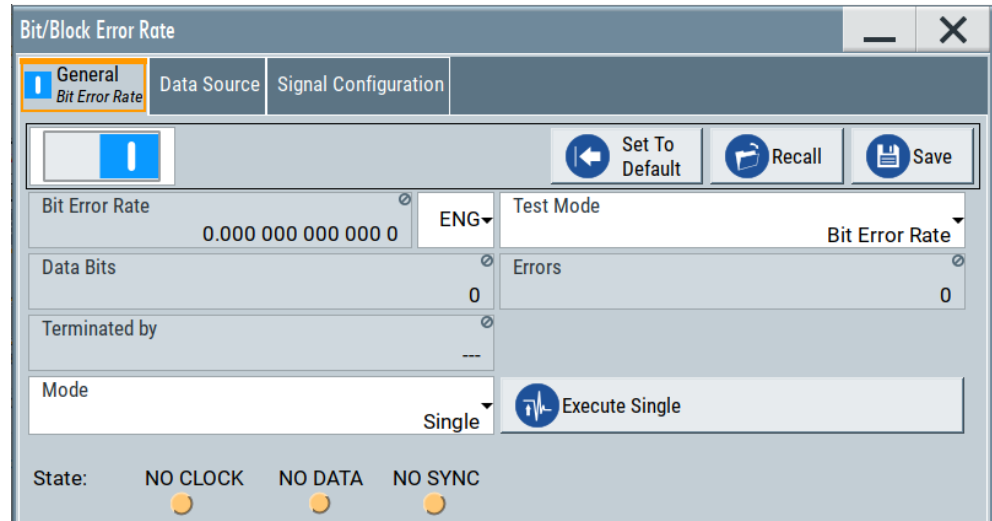 Bit/Block Error Rate
General
Bit Error Rate
Data Source
Signal Configuration
Set To
Default
Recall
Save
Bit Error Rate
0.000 000 000 000 0
ENG
Test Mode
Bit Error Rate
Data Bits
0
Errors
0
Terminated by
---
Mode
Single
Execute Single
State: NO CLOCK NO DATA NO SYNC